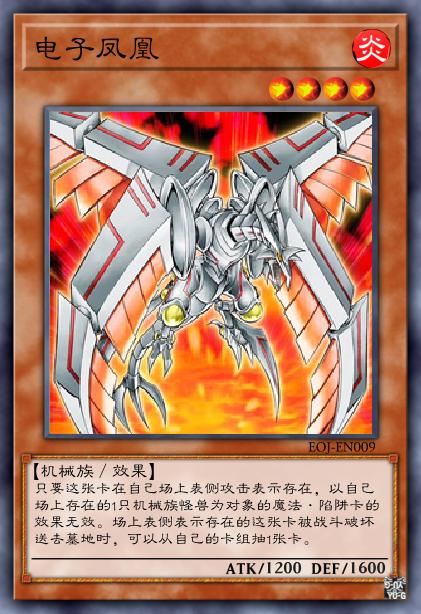 电子凤凰
炎
EOJ-EN009
【机械族/效果】
只要这张卡在自己场上表侧攻击表示存在，以自己
场上存在的1只机械族怪兽为对象的魔法·陷阱卡的
效果无效。场上表侧表示存在的这张卡被战斗破坏
送去墓地时，可以从自己的卡组抽1张卡。
ATK/1200 DEF/1600